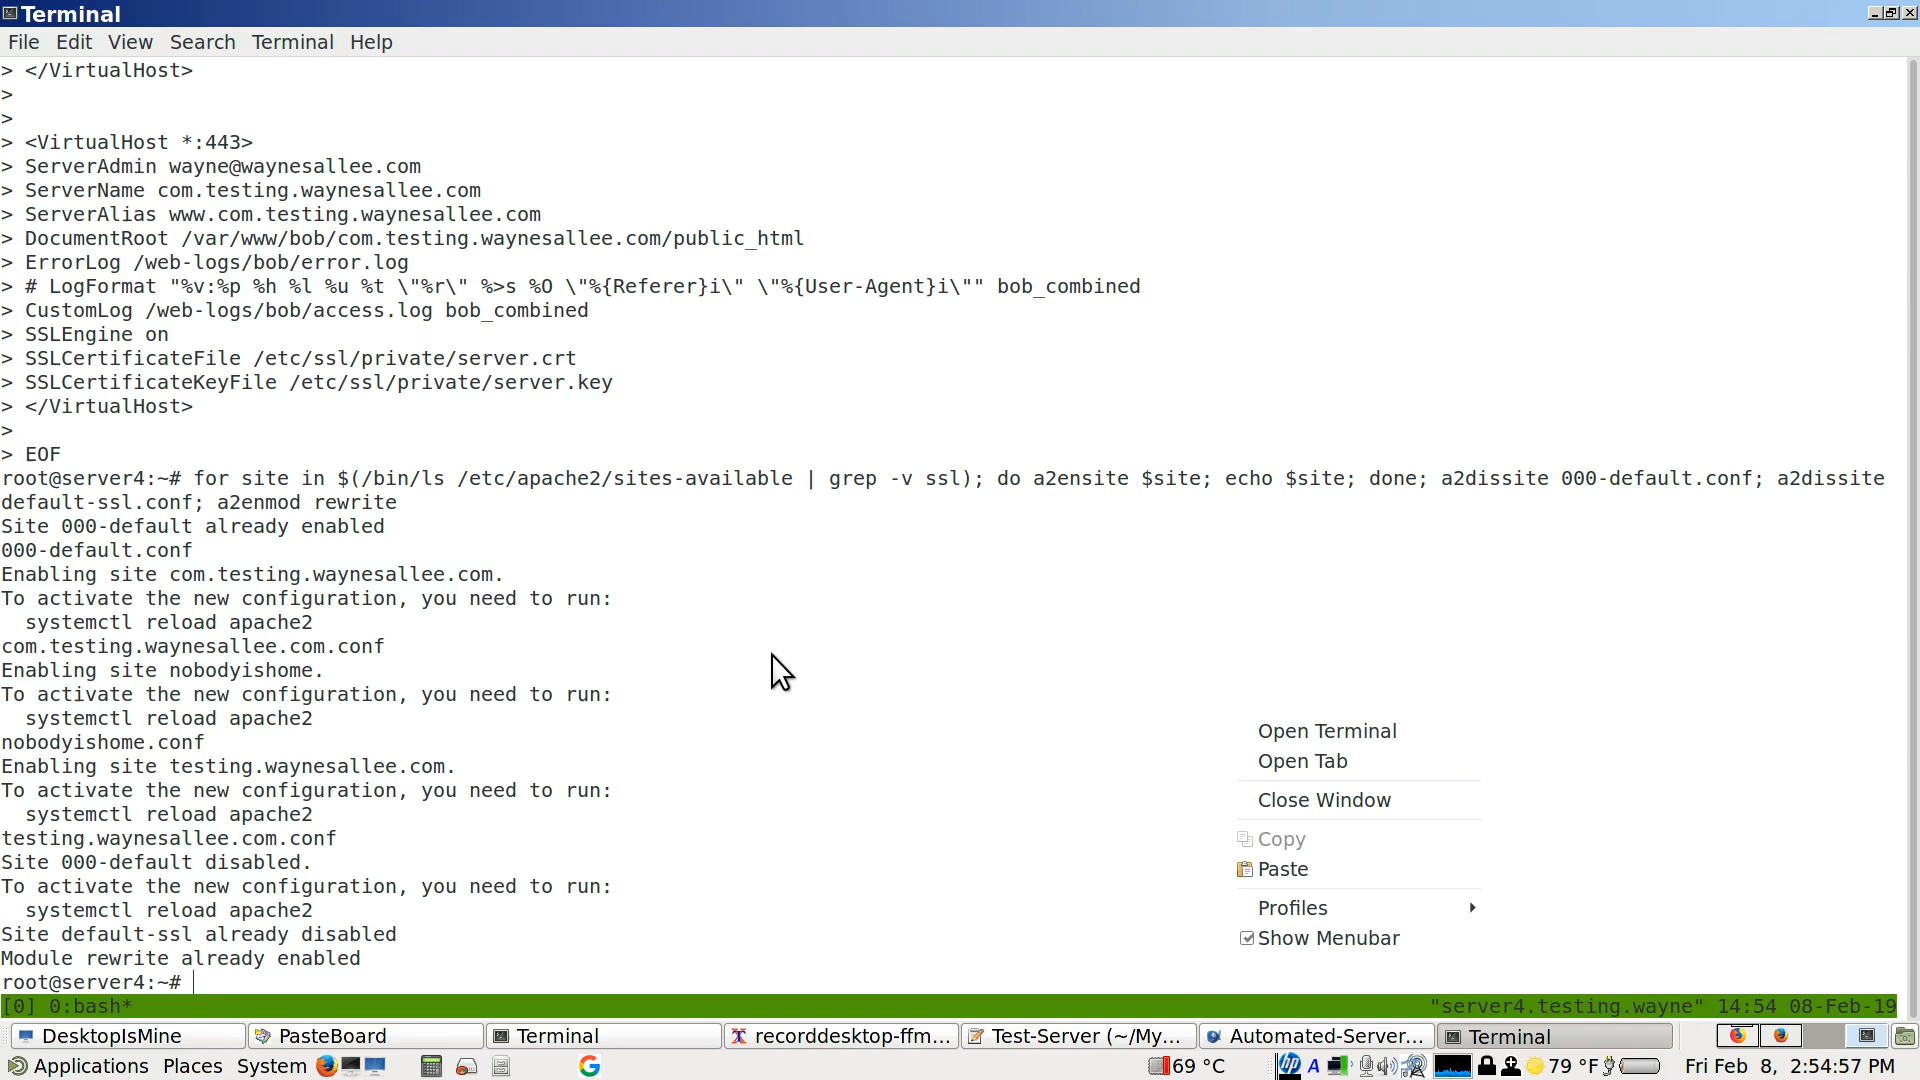 Terminal
File Edit View Search Terminal Help
> </VirtualHost>
>
>
> <VirtualHost *:443>
> ServerAdmin wayne@waynesallee.com
> ServerName com.testing.waynesallee.com
> ServerAlias www.com.testing.waynesallee.com
> DocumentRoot /var/www/bob/com.testing.waynesallee.com/public_html
> ErrorLog /web-logs/bob/error.log
> # LogFormat "%v:%p %h %l %u %t \"%r\" %>s %O \"%{Referer}i\" \"%{User-Agent}i\"" bob_combined
> CustomLog /web-logs/bob/access.log bob_combined
> SSLEngine on
> SSLCertificateFile /etc/ssl/private/server.crt
> SSLCertificateKeyFile /etc/ssl/private/server.key
> </VirtualHost>
>
> EOF
root@server4:~# for site in $(/bin/ls /etc/apache2/sites-available | grep -v ssl); do a2ensite $site; echo $site; done; a2dissite 000-default.conf; a2dissite
default-ssl.conf; a2enmod rewrite
Site 000-default already enabled
000-default.conf
Enabling site com.testing.waynesallee.com.
To activate the new configuration, you need to run:
  systemctl reload apache2
com.testing.waynesallee.com.conf
Enabling site nobodyishome.
To activate the new configuration, you need to run:
  systemctl reload apache2
nobodyishome.conf
Enabling site testing.waynesallee.com.
To activate the new configuration, you need to run:
  systemctl reload apache2
testing.waynesallee.com.conf
Site 000-default disabled.
To activate the new configuration, you need to run:
  systemctl reload apache2
Site default-ssl already disabled
Module rewrite already enabled
root@server4:~#
Open Terminal
Open Tab
Close Window
Copy
Paste
Profiles
Show Menubar
[0] 0:bash* "server4.testing.wayne" 14:54 08-Feb-19
DesktopIsMine PasteBoard Terminal recorddesktop-ffm... Test-Server (~/My... Automated-Server... Terminal
Applications Places System 69 °C 79 °F Fri Feb 8, 2:54:57 PM